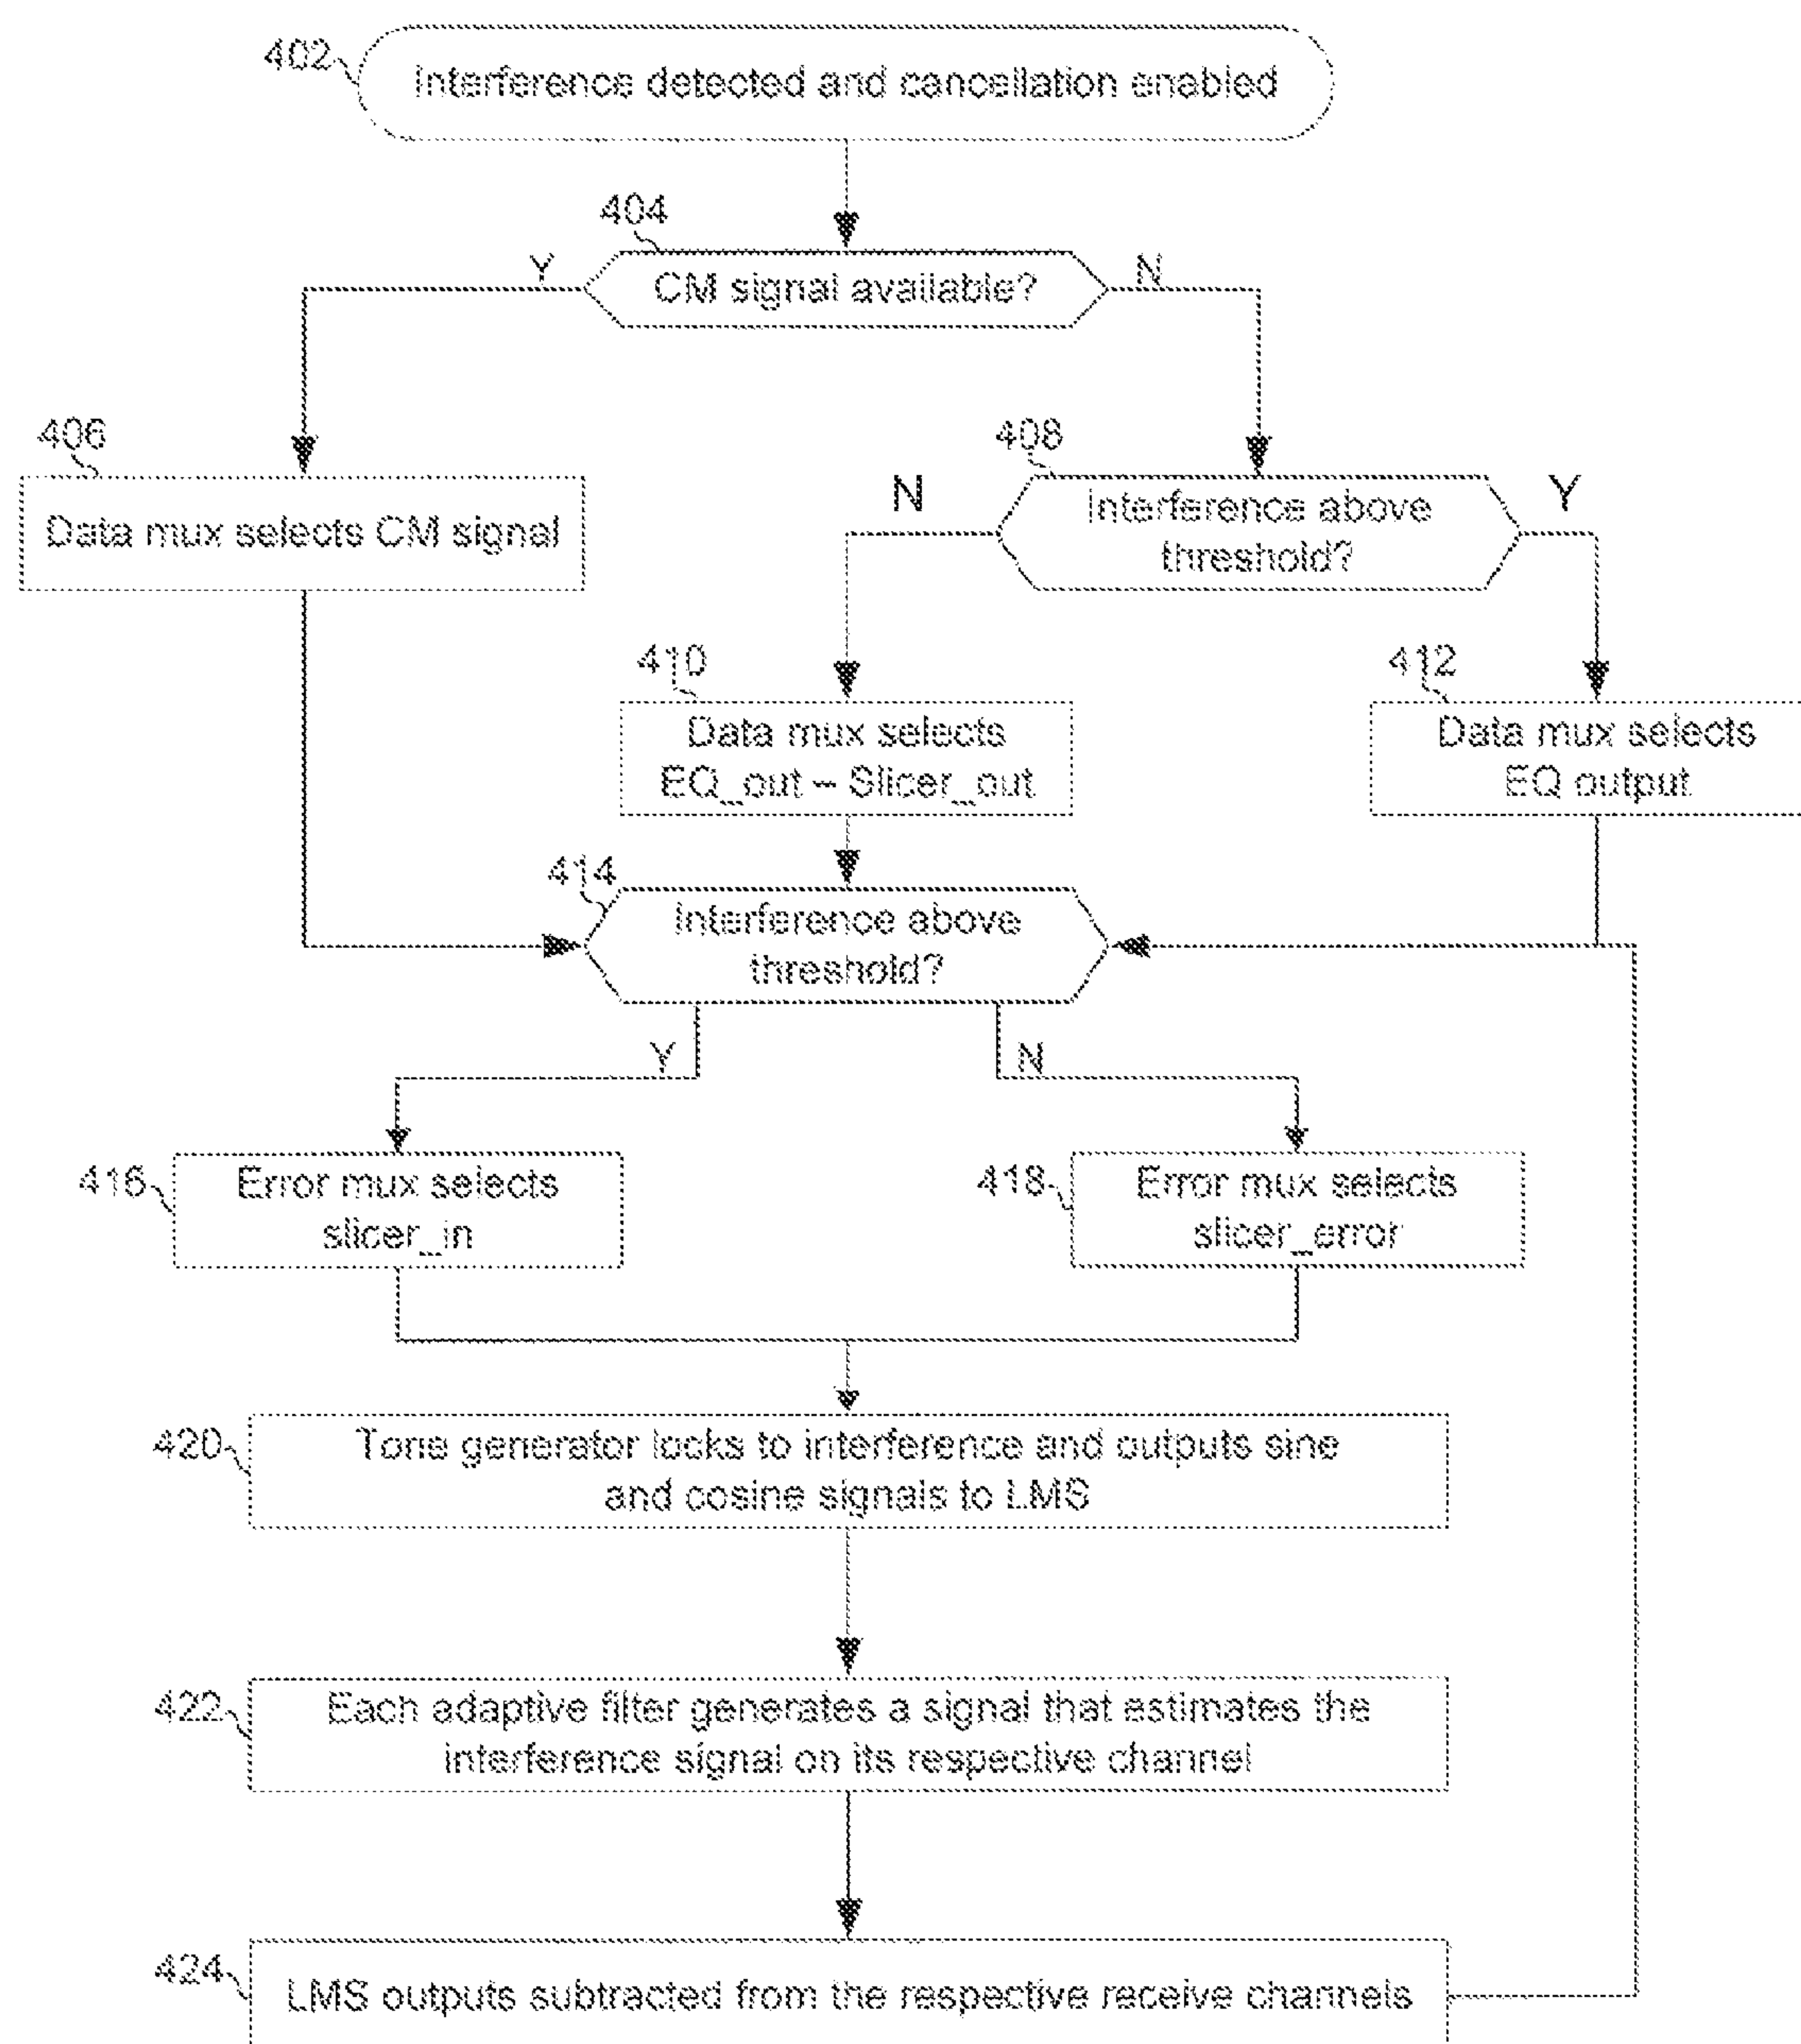 402
Interference detected and cancellation enabled
404
Y
CM signal available?
N
406
Data mux selects CM signal
408
N
Interference above
threshold?
Y
410
Data mux selects
EQ_out – Slicer_out
412
Data mux selects
EQ output
414
Interference above
threshold?
Y
N
416
Error mux selects
slicer_in
418
Error mux selects
slicer_error
420
Tone generator locks to interference and outputs sine
and cosine signals to LMS
422
Each adaptive filter generates a signal that estimates the
interference signal on its respective channel
424
LMS outputs subtracted from the respective receive channels